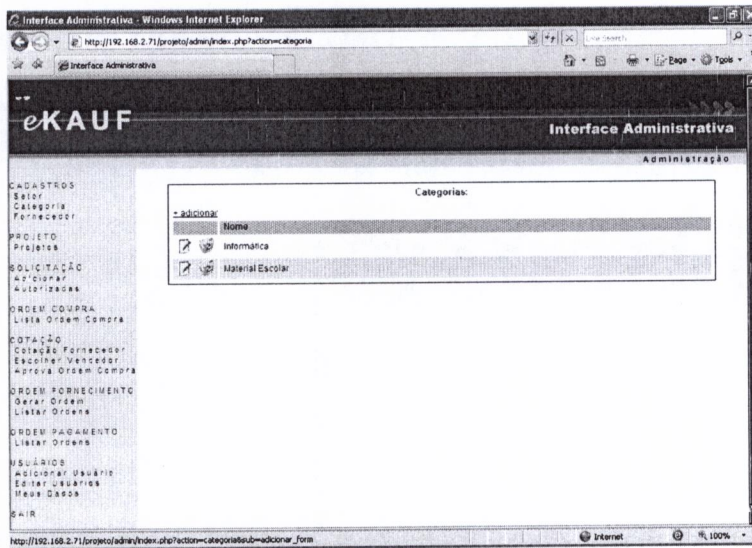 Interface Administrativa - Windows Internet Explorer
http://192.168.2.71/projeto/admin/index.php?action=categoria
Live Search
Interface Administrativa
Page
Tools
eKAUF
Interface Administrativa
Administração
CADASTROS
Setor
Categoria
Fornecedor
PROJETO
Projetos
SOLICITAÇÃO
Adicionar
Autorizadas
ORDEM COMPRA
Lista Ordem Compra
COTAÇÃO
Cotação Fornecedor
Escolher Vencedor
Aprova Ordem Compra
ORDEM FORNECIMENTO
Gerar Ordem
Listar Ordens
ORDEM PAGAMENTO
Listar Ordens
USUÁRIOS
Adicionar Usuário
Editar Usuários
Meus Dados
SAIR
Categorias:
+ adicionar
Nome
Informática
Material Escolar
http://192.168.2.71/projeto/admin/index.php?action=categoria&sub=adicionar_form
Internet
100%